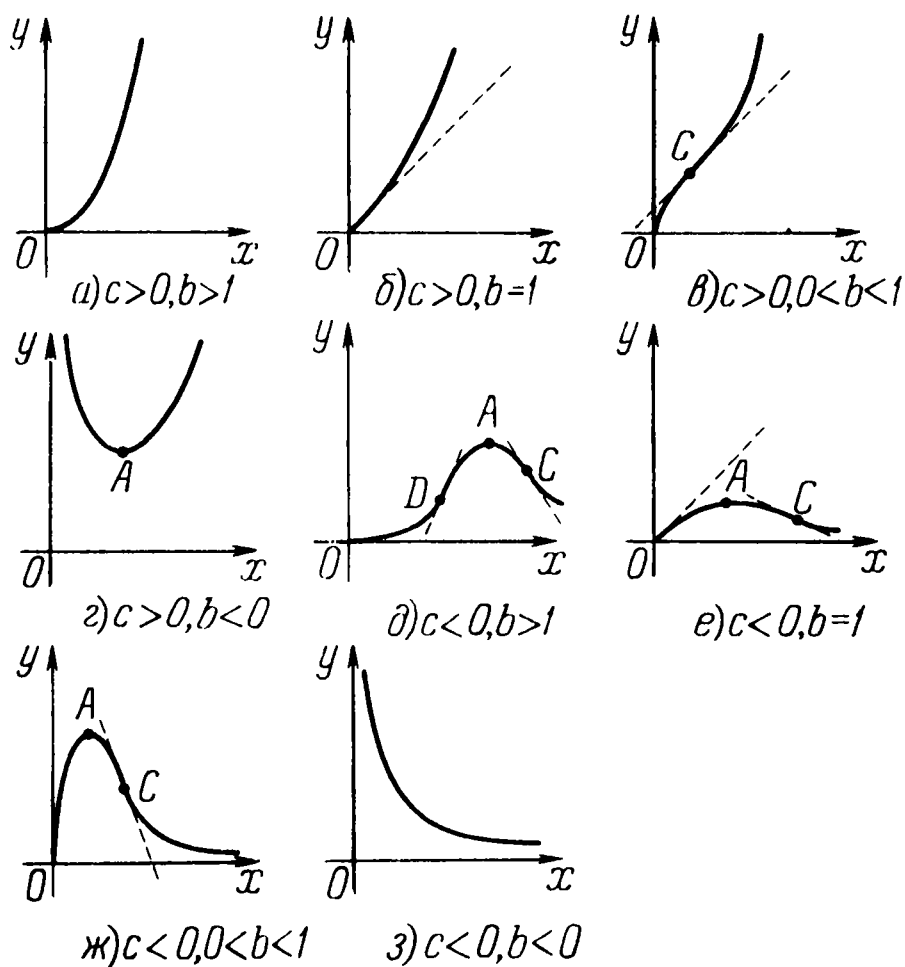 y y y
C
0 x 0 x 0 x
а) c>0, b>1 б) c>0, b=1 в) c>0, 0<b<1
y y y
A
A D C A C
0 x 0 x 0 x
г) c>0, b<0 д) c<0, b>1 е) c<0, b=1
y y
A
C
0 x 0 x
ж) c<0, 0<b<1 з) c<0, b<0